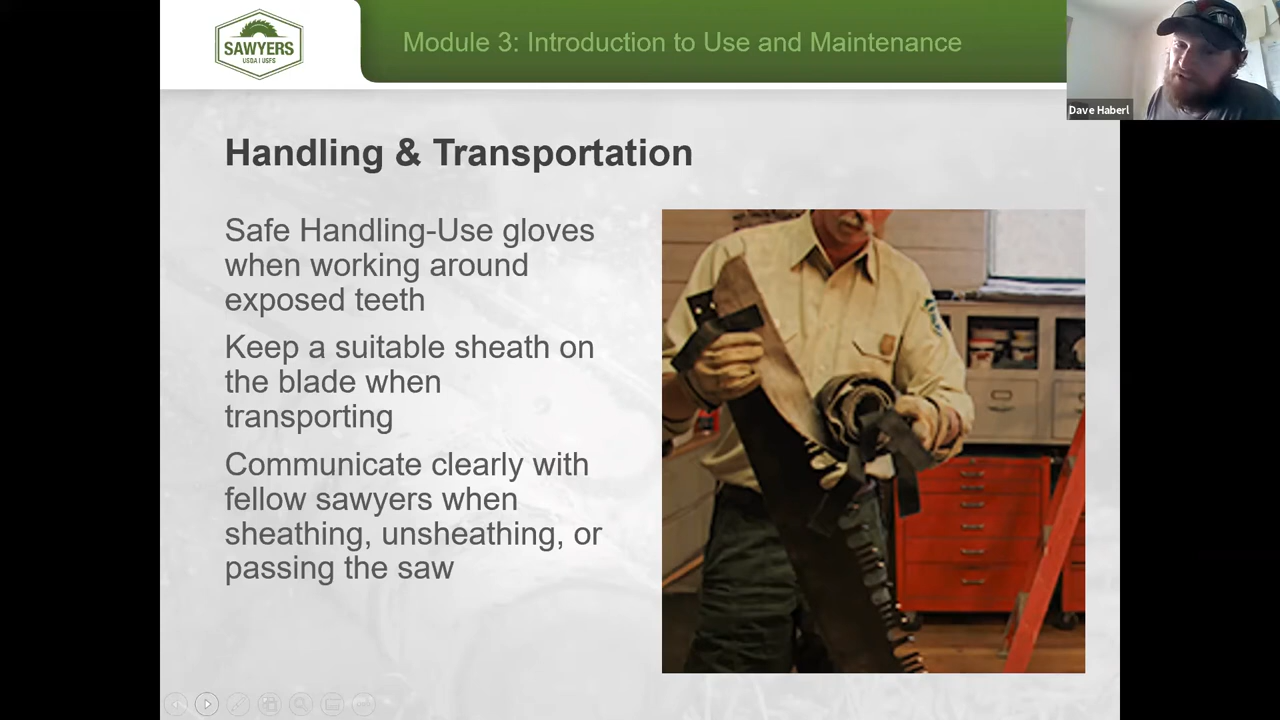 SAWYERS
USDA | USFS
Module 3: Introduction to Use and Maintenance
Dave Haberl
Handling & Transportation
Safe Handling-Use gloves
when working around
exposed teeth
Keep a suitable sheath on
the blade when
transporting
Communicate clearly with
fellow sawyers when
sheathing, unsheathing, or
passing the saw